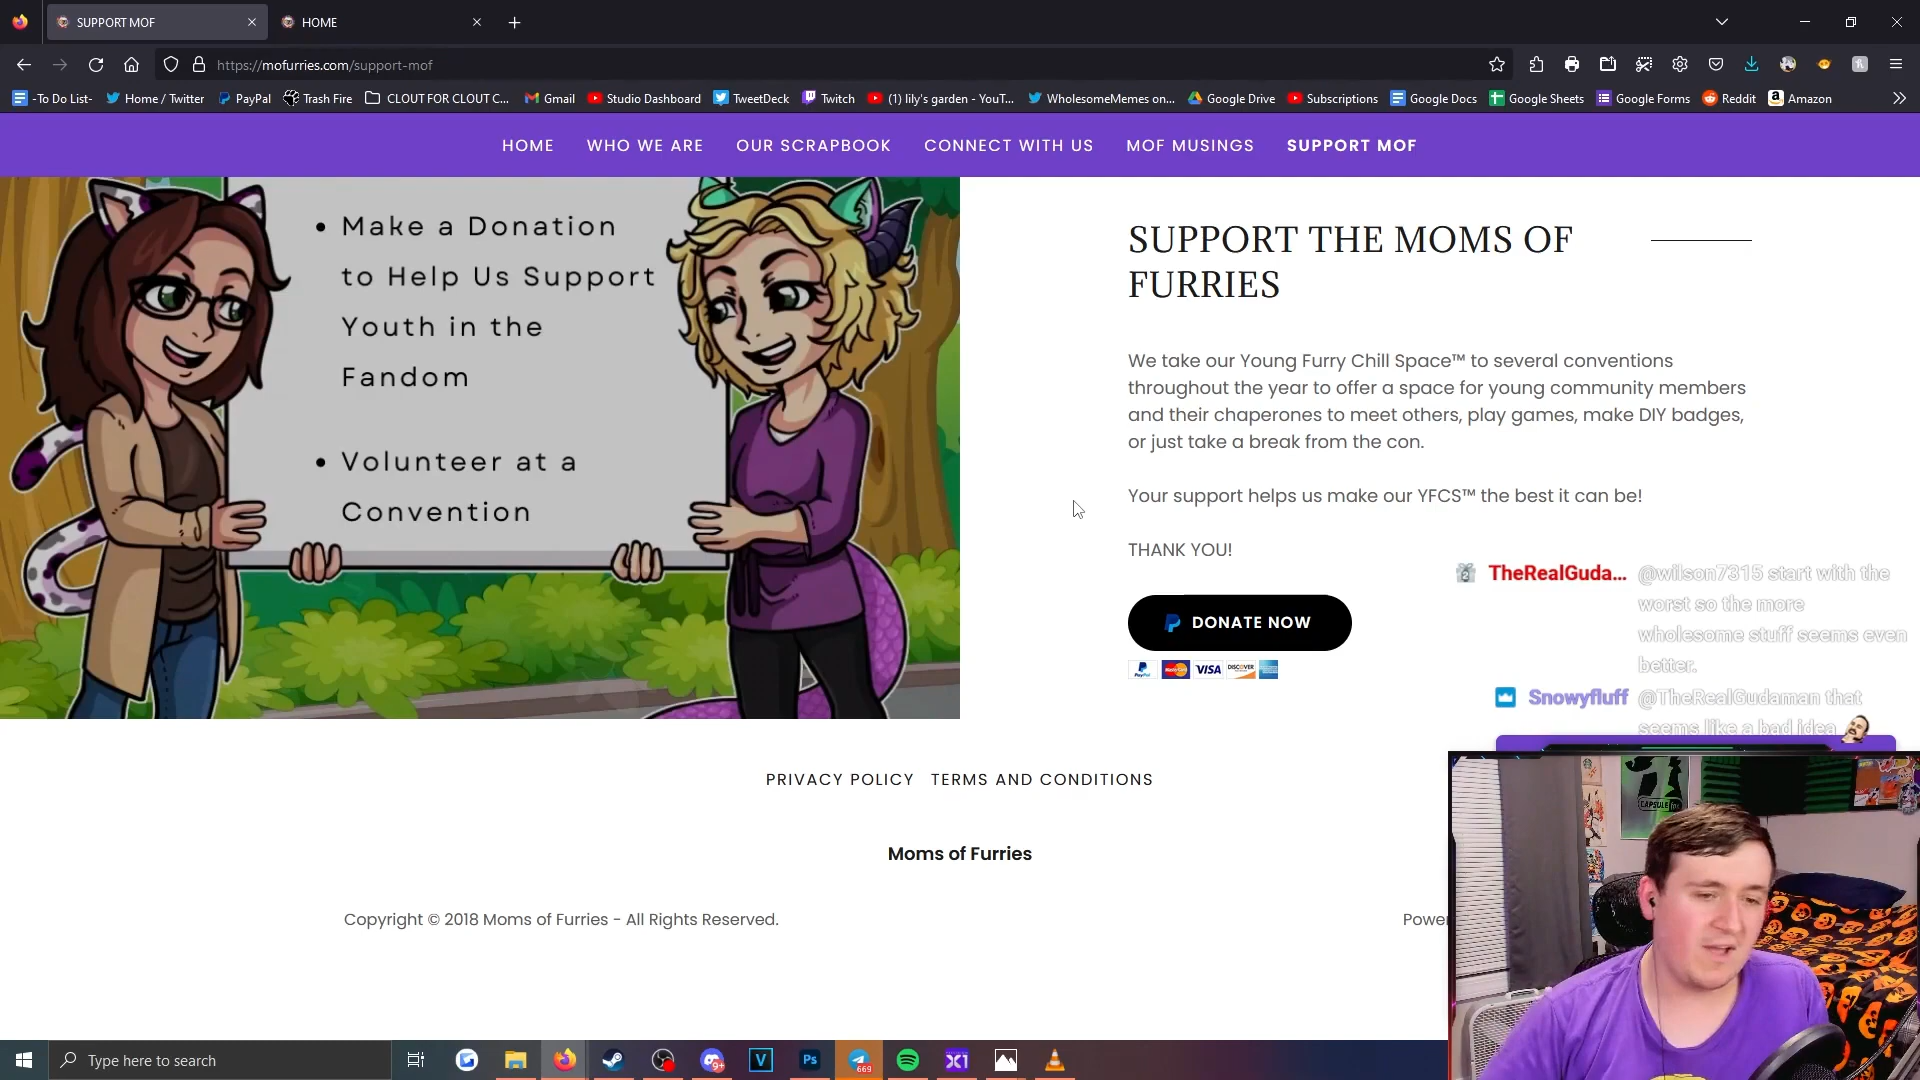 SUPPORT MOF
HOME
https://mofurries.com/support-mof
-To Do List-
Home / Twitter
PayPal
Trash Fire
CLOUT FOR CLOUT C...
Gmail
Studio Dashboard
TweetDeck
Twitch
(1) lily's garden - YouT...
WholesomeMemes on...
Google Drive
Subscriptions
Google Docs
Google Sheets
Google Forms
Reddit
Amazon
HOME
WHO WE ARE
OUR SCRAPBOOK
CONNECT WITH US
MOF MUSINGS
SUPPORT MOF
• Make a Donation
to Help Us Support
Youth in the
Fandom
• Volunteer at a
Convention
SUPPORT THE MOMS OF
FURRIES
We take our Young Furry Chill Space™ to several conventions
throughout the year to offer a space for young community members
and their chaperones to meet others, play games, make DIY badges,
or just take a break from the con.
Your support helps us make our YFCS™ the best it can be!
THANK YOU!
DONATE NOW
PayPal
MasterCard
VISA
DISCOVER
TheRealGuda... @wilson7315 start with the
worst so the more
wholesome stuff seems even
better.
Snowyfluff @TheRealGudaman that
seems like a bad idea
PRIVACY POLICY
TERMS AND CONDITIONS
Moms of Furries
Copyright © 2018 Moms of Furries - All Rights Reserved.
Power
CAPSULE
Type here to search
9+
V
Ps
669